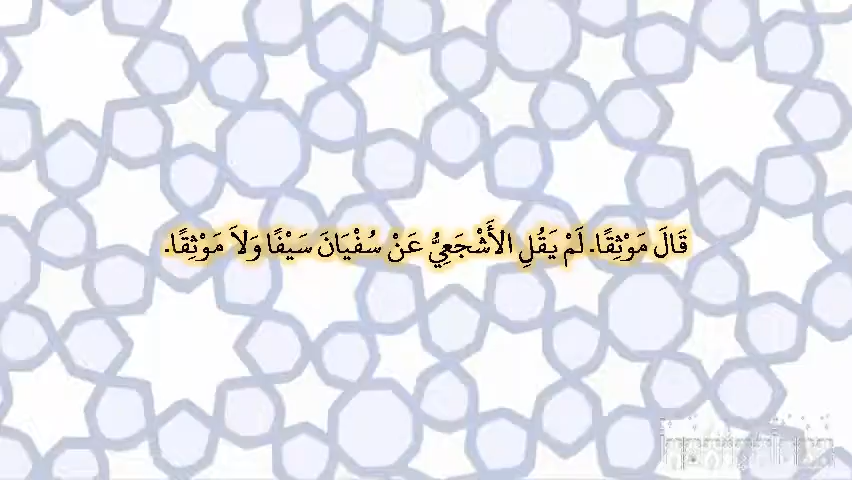 قَالَ مَوْثِقًا. لَمْ يَقُلِ الأَشْجَعِيُّ عَنْ سُفْيَانَ سَيْفًا وَلاَ مَوْثِقًا.